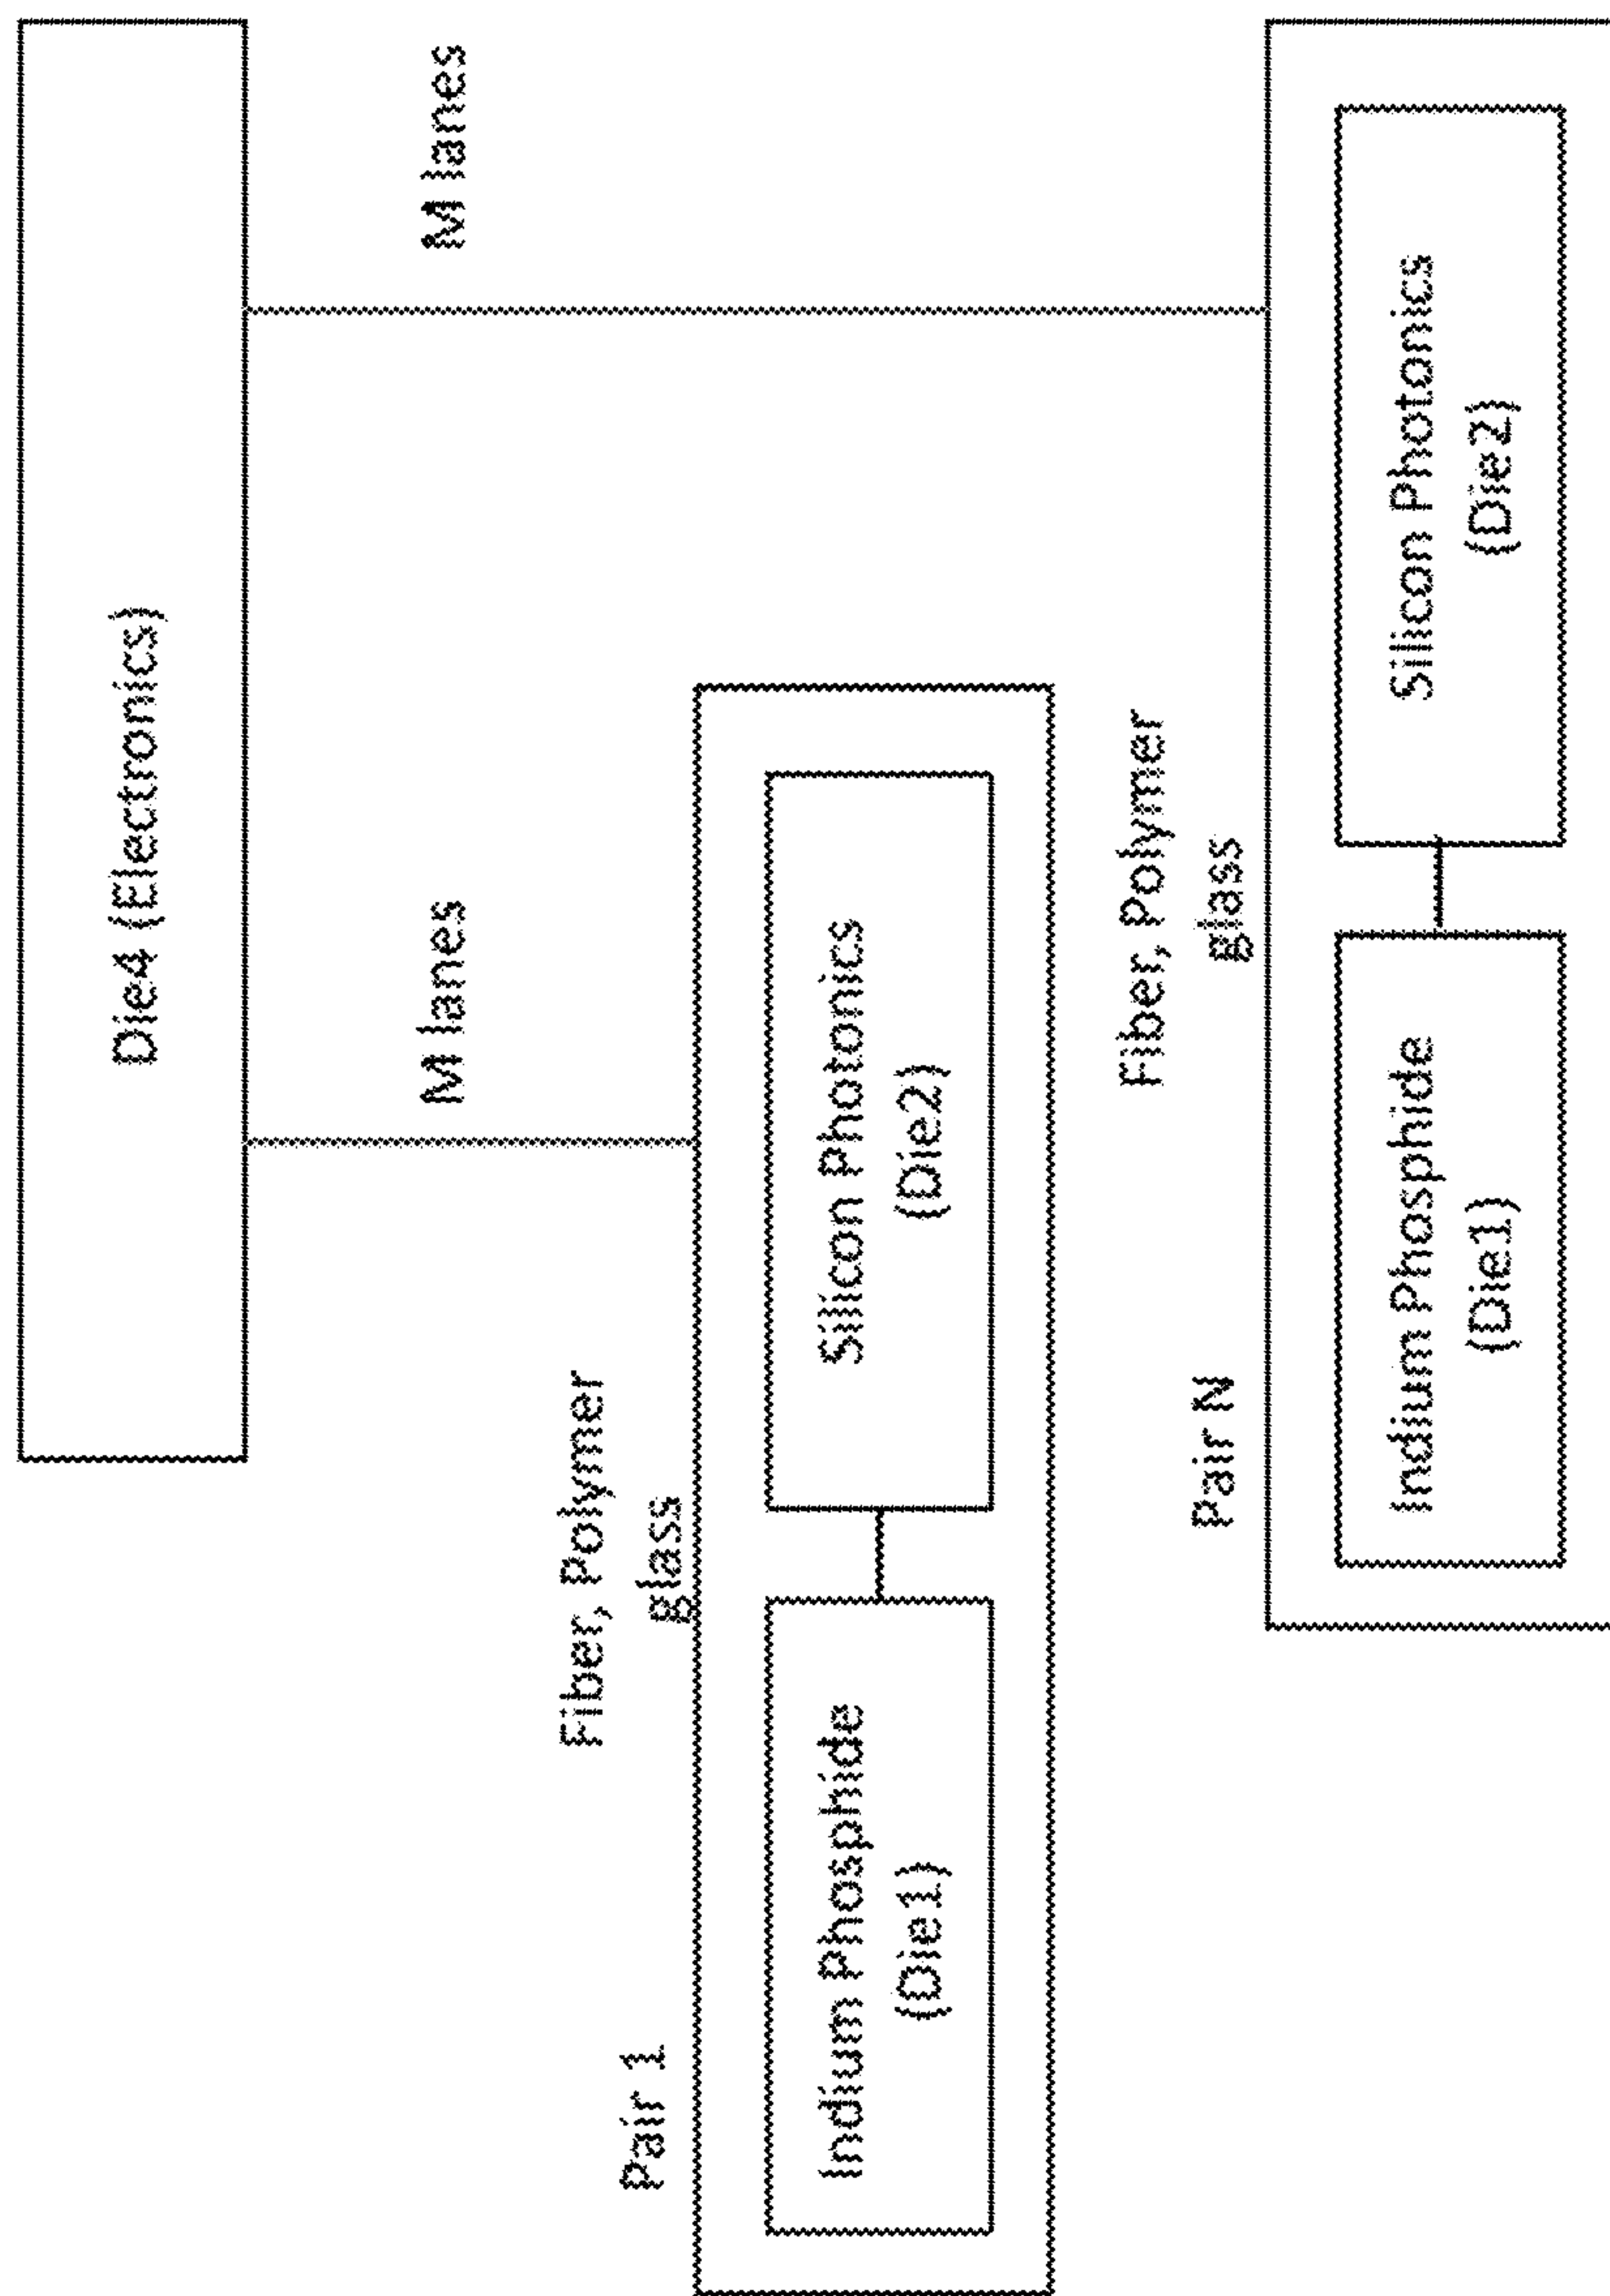 Die4 (Electronics)
M lanes
M lanes
Fiber, Polymer
glass
Pair 1
Indium Phosphide
(Die1)
Silicon Photonics
(Die2)
Fiber, Polymer
glass
Pair N
Indium Phosphide
(Die1)
Silicon Photonics
(Die2)